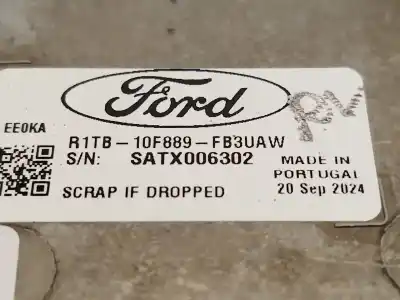 Ford
EE0KA
R1TB-10F889-FB3UAW
S/N: SATX006302
MADE IN
PORTUGAL
SCRAP IF DROPPED
20 Sep 2024